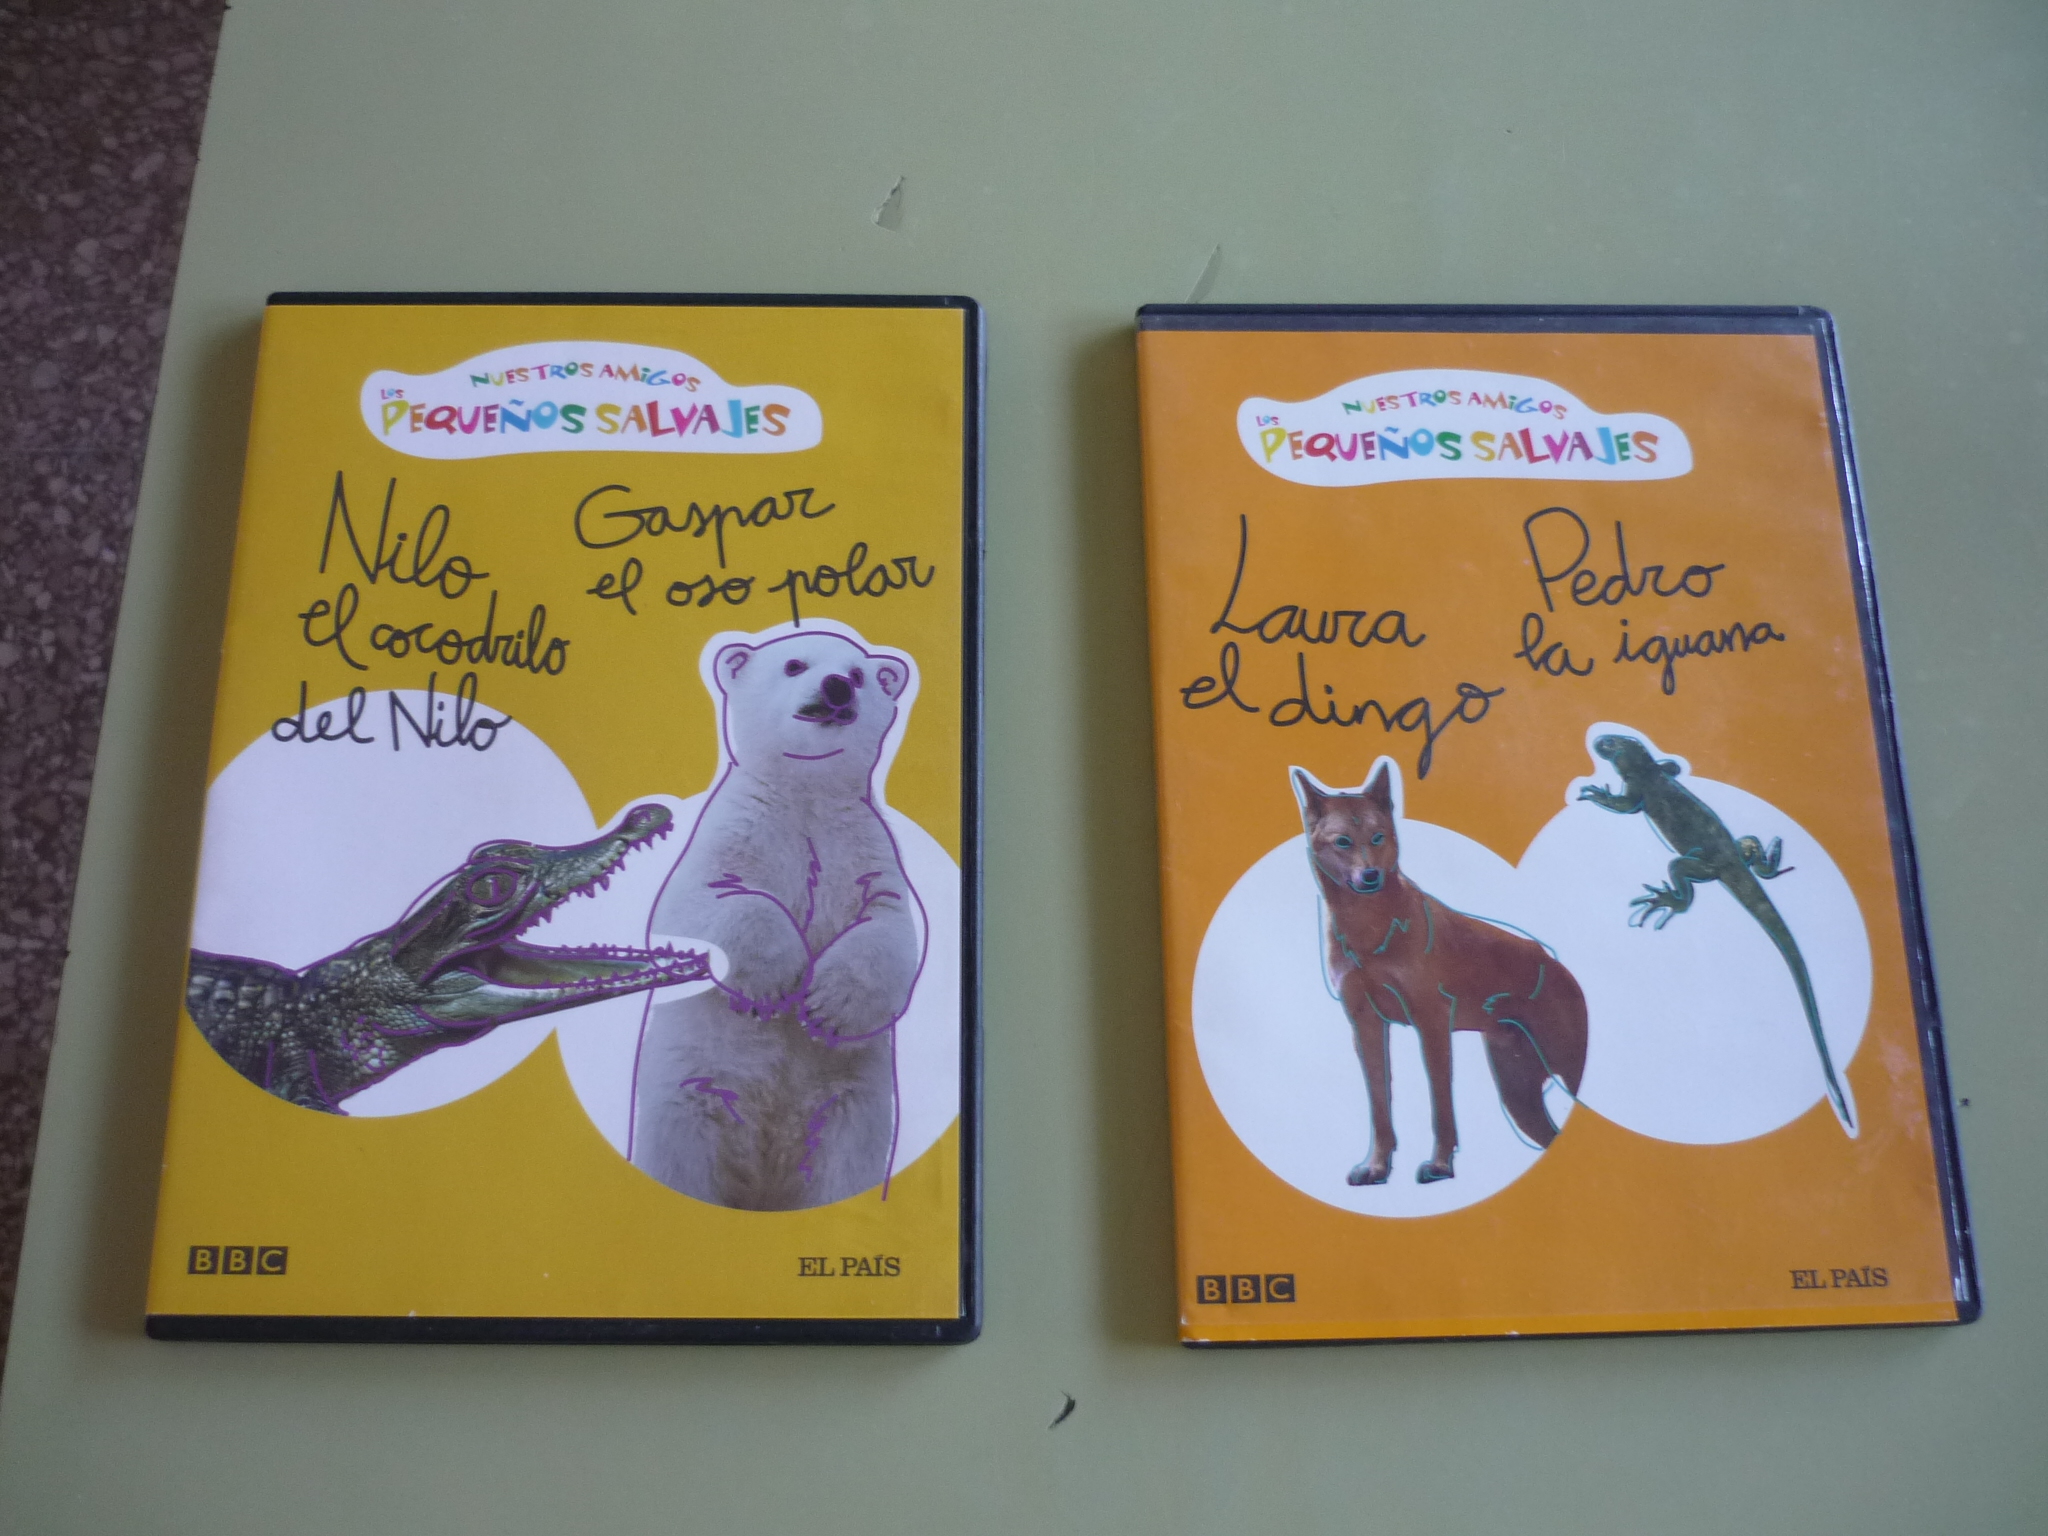 NUESTROS AMIGOS
LOS
PEQUEÑOS SALVAJES
Nilo
el cocodrilo
del Nilo
Gaspar
el oso polar
BBC
EL PAÍS
NUESTROS AMIGOS
LOS
PEQUEÑOS SALVAJES
Laura
el dingo
Pedro
la iguana
BBC
EL PAÍS